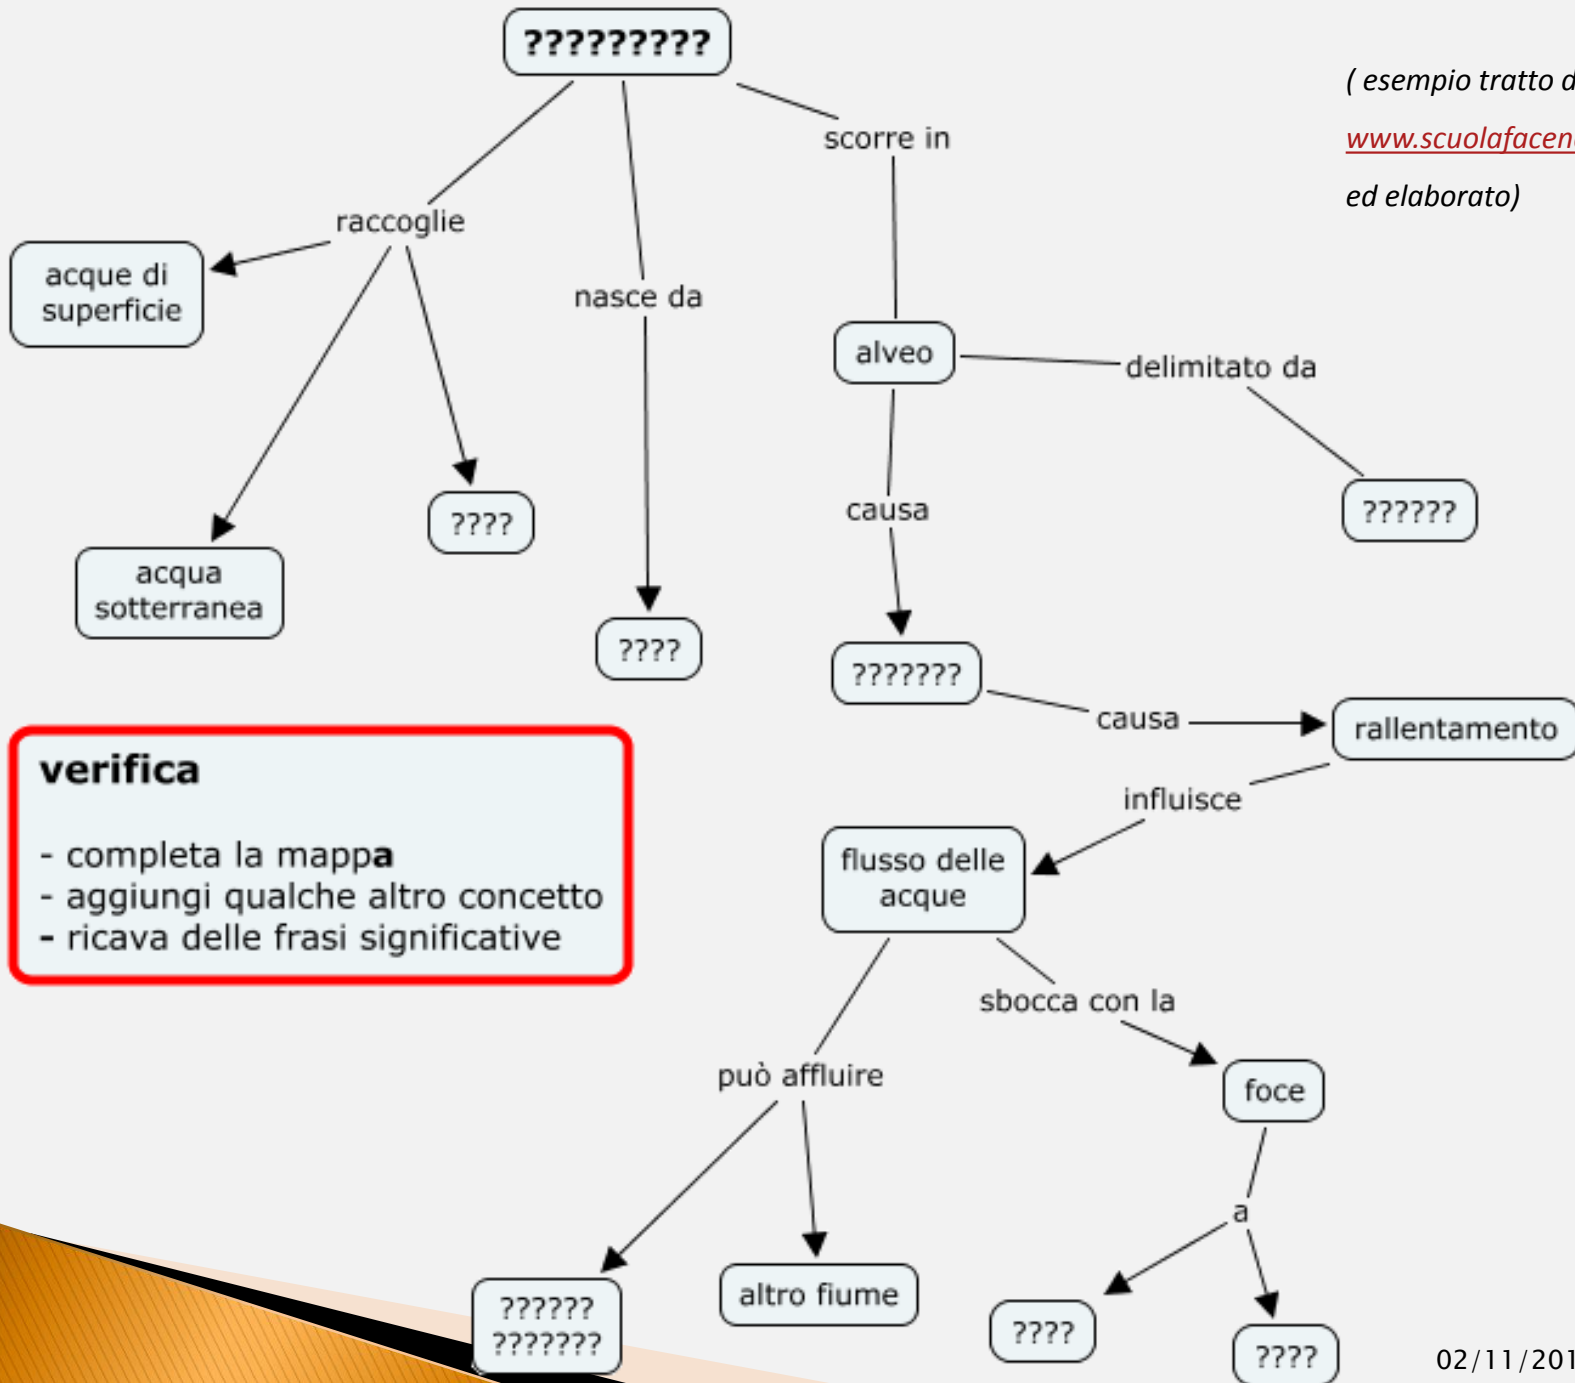 ?????????
( esempio tratto d
www.scuolafacen
ed elaborato)
scorre in
raccoglie
acque di
superficie
nasce da
alveo
delimitato da
????
causa
??????
acqua
sotterranea
????
???????
causa
rallentamento
verifica
- completa la mappa
- aggiungi qualche altro concetto
- ricava delle frasi significative
influisce
flusso delle
acque
sbocca con la
può affluire
foce
a
??????
???????
altro fiume
????
????
02/11/201